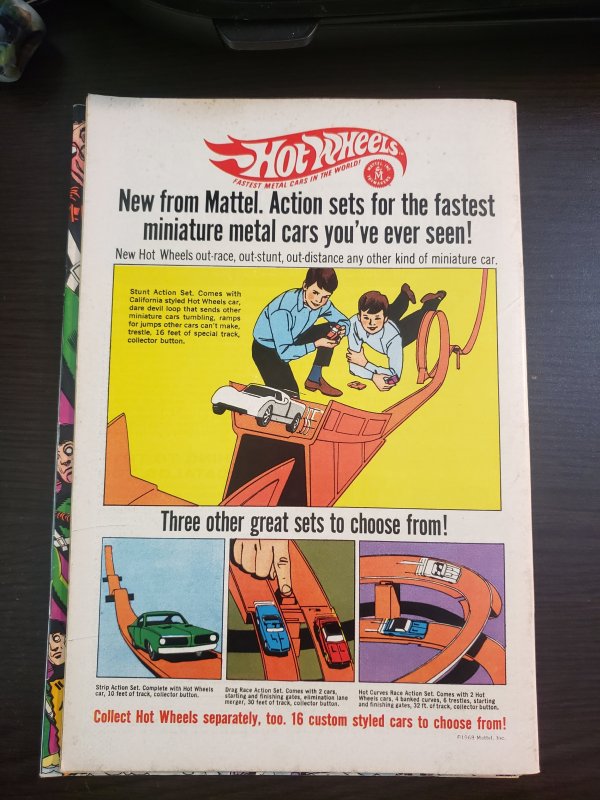 Hot Wheels
FASTEST METAL CARS IN THE WORLD!
New from Mattel. Action sets for the fastest
miniature metal cars you've ever seen!
New Hot Wheels out-race, out-stunt, out-distance any other kind of miniature car.
Stunt Action Set. Comes with
California styled Hot Wheels car,
dare devil loop that sends other
miniature cars tumbling, ramps
for jumps other cars can't make,
trestle, 16 feet of special track,
collector button.
Three other great sets to choose from!
Strip Action Set. Complete with Hot Wheels
car, 10 feet of track, collector button.
Drag Race Action Set. Comes with 2 cars,
starting and finishing gates, elimination lane
merger, 30 feet of track, collector button.
Hot Curves Race Action Set. Comes with 2 Hot
Wheels cars, 4 banked curves, 6 trestles, starting
and finishing gates, 32 ft. of track, collector button.
Collect Hot Wheels separately, too. 16 custom styled cars to choose from!
©1968 Mattel, Inc.